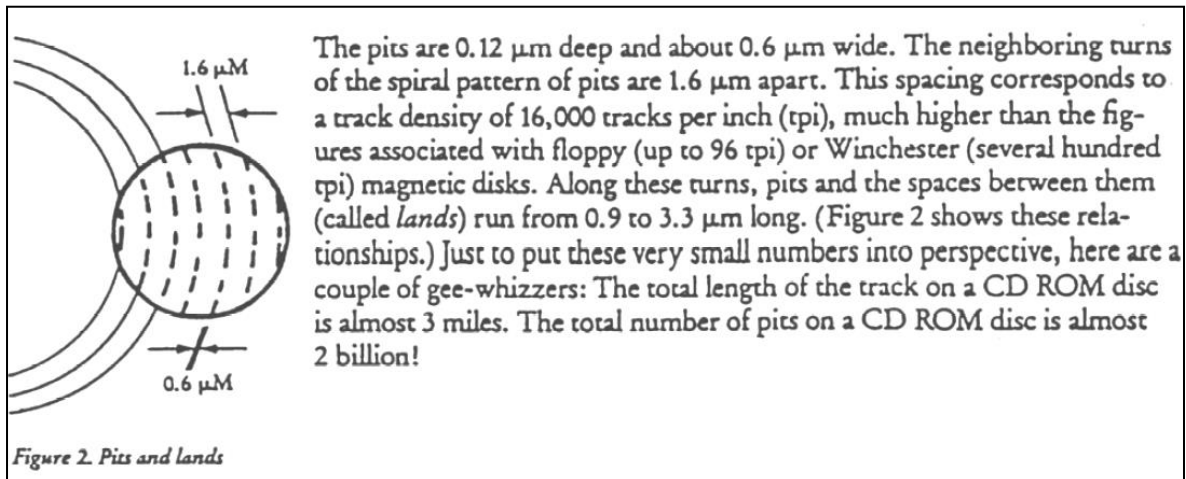 1.6 µM
0.6 µM
Figure 2. Pits and lands
The pits are 0.12 µm deep and about 0.6 µm wide. The neighboring turns
of the spiral pattern of pits are 1.6 µm apart. This spacing corresponds to
a track density of 16,000 tracks per inch (tpi), much higher than the fig-
ures associated with floppy (up to 96 tpi) or Winchester (several hundred
tpi) magnetic disks. Along these turns, pits and the spaces between them
(called lands) run from 0.9 to 3.3 µm long. (Figure 2 shows these rela-
tionships.) Just to put these very small numbers into perspective, here are a
couple of gee-whizzers: The total length of the track on a CD ROM disc
is almost 3 miles. The total number of pits on a CD ROM disc is almost
2 billion!